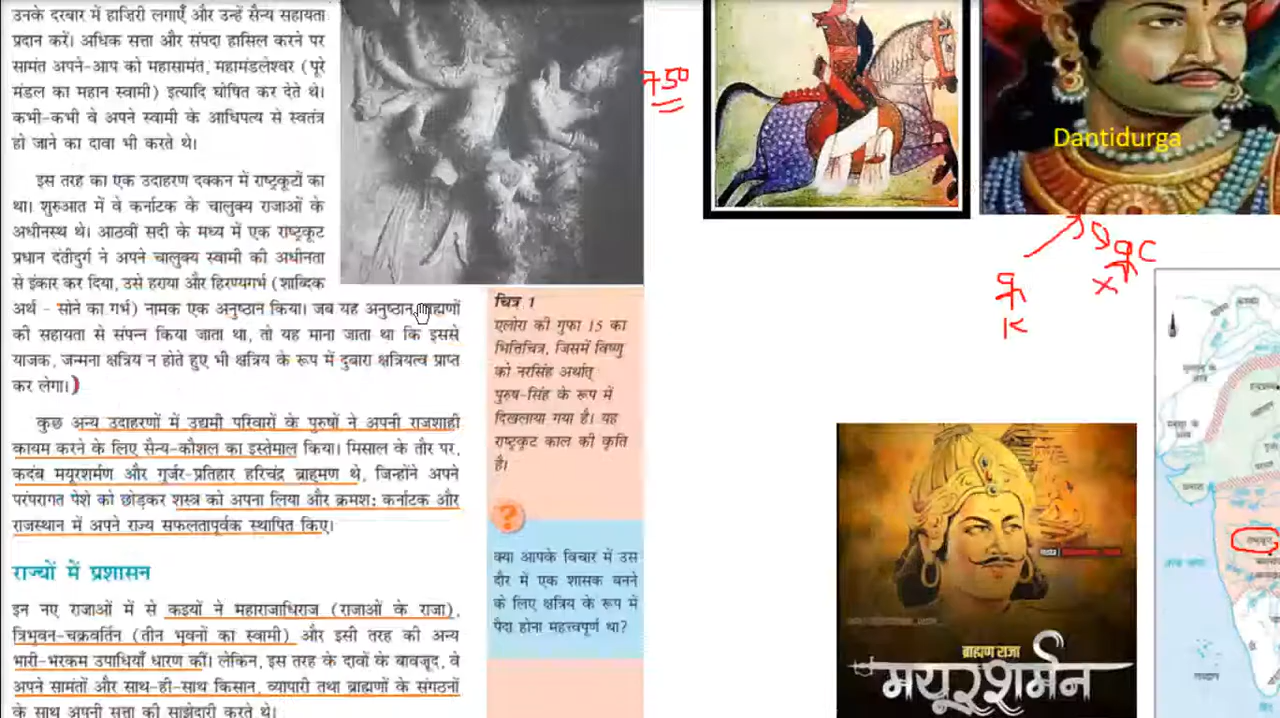 उनके दरबार में हाजिरी लगाएँ और उन्हें सैन्य सहायता
प्रदान करें। अधिक सत्ता और संपदा हासिल करने पर
सामंत अपने-आप को महासामंत, महामंडलेश्वर (पूरे
मंडल का महान स्वामी) इत्यादि घोषित कर देते थे।
कभी-कभी वे अपने स्वामी के आधिपत्य से स्वतंत्र
हो जाने का दावा भी करते थे।
इस तरह का एक उदाहरण दक्कन में राष्ट्रकूटों का
था। शुरुआत में वे कर्नाटक के चालुक्य राजाओं के
अधीनस्थ थे। आठवीं सदी के मध्य में एक राष्ट्रकूट
प्रधान दंतीदुर्ग ने अपने चालुक्य स्वामी की अधीनता
से इंकार कर दिया, उसे हराया और हिरण्यगर्भ (शाब्दिक
अर्थ - सोने का गर्भ) नामक एक अनुष्ठान किया। जब यह अनुष्ठान ब्राह्मणों
की सहायता से संपन्न किया जाता था, तो यह माना जाता था कि इससे
याजक, जन्मना क्षत्रिय न होते हुए भी क्षत्रिय के रूप में दुबारा क्षत्रियत्व प्राप्त
कर लेगा।)
कुछ अन्य उदाहरणों में उद्यमी परिवारों के पुरुषों ने अपनी राजशाही
कायम करने के लिए सैन्य-कौशल का इस्तेमाल किया। मिसाल के तौर पर,
कदंब मयूरशर्मण और गुर्जर-प्रतिहार हरिचंद्र ब्राह्मण थे, जिन्होंने अपने
परंपरागत पेशे को छोड़कर शस्त्र को अपना लिया और क्रमशः कर्नाटक और
राजस्थान में अपने राज्य सफलतापूर्वक स्थापित किए।
राज्यों में प्रशासन
इन नए राजाओं में से कइयों ने महाराजाधिराज (राजाओं के राजा),
त्रिभुवन-चक्रवर्तिन (तीन भुवनों का स्वामी) और इसी तरह की अन्य
भारी-भरकम उपाधियाँ धारण कीं। लेकिन, इस तरह के दावों के बावजूद, वे
अपने सामंतों और साथ-ही-साथ किसान, व्यापारी तथा ब्राह्मणों के संगठनों
के साथ अपनी सत्ता की साझेदारी करते थे।
चित्र 1
एलोरा की गुफा 15 का
भित्तिचित्र, जिसमें विष्णु
को नरसिंह अर्थात्
पुरुष-सिंह के रूप में
दिखलाया गया है। यह
राष्ट्रकूट काल की कृति
है।
?
क्या आपके विचार में उस
दौर में एक शासक बनने
के लिए क्षत्रिय के रूप में
पैदा होना महत्त्वपूर्ण था?
750
Dantidurga
ब्राह्मण राजा
मयूरशर्मन